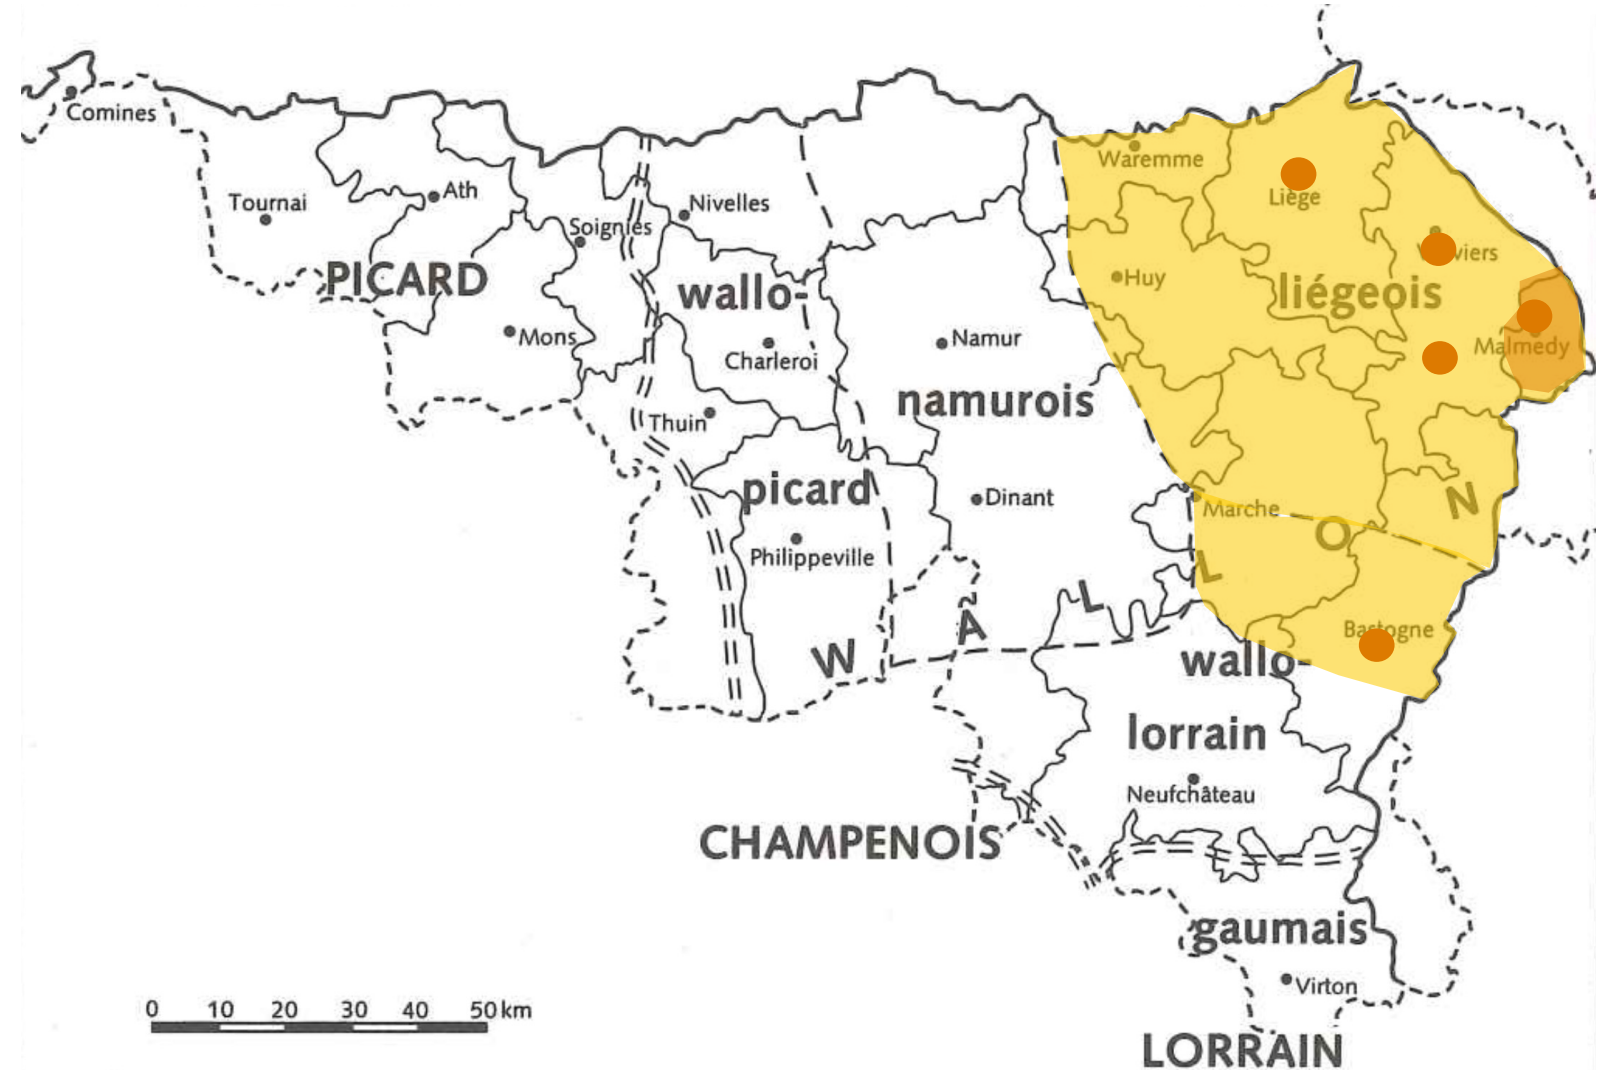 Comines
Waremme
Liège
Tournai
Ath
Nivelles
Soignies
Verviers
PICARD
wallo-
Huy
liégeois
Mons
Charleroi
Namur
Malmedy
namurois
Thuin
picard
Dinant
Marche
N
O
Philippeville
L
L
A
W
Bastogne
wallo-
lorrain
Neufchâteau
CHAMPENOIS
gaumais
Virton
0 10 20 30 40 50 km
LORRAIN